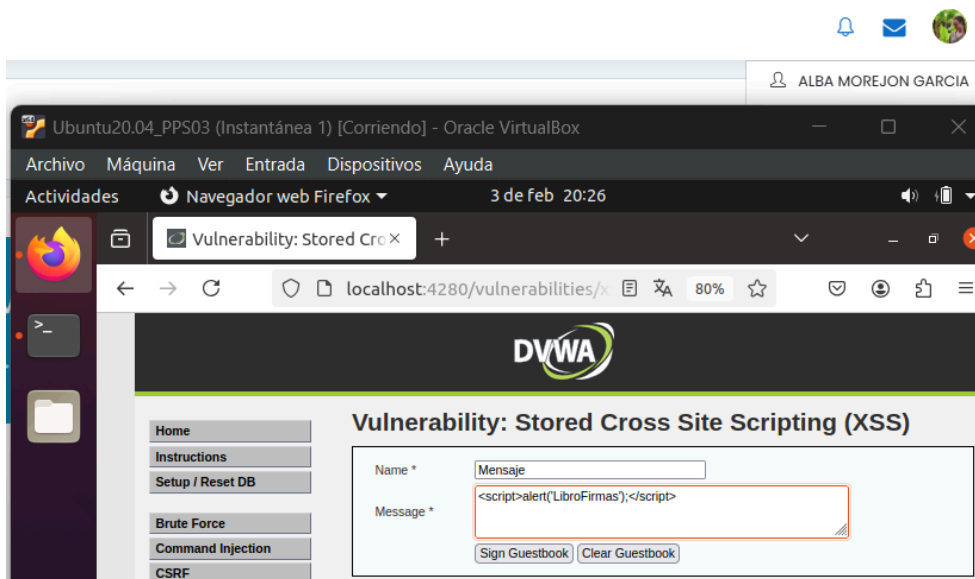 ALBA MOREJON GARCIA
Ubuntu20.04_PPS03 (Instantánea 1) [Corriendo] - Oracle VirtualBox
Archivo Máquina Ver Entrada Dispositivos Ayuda
Actividades Navegador web Firefox 3 de feb 20:26
Vulnerability: Stored Cro
localhost:4280/vulnerabilities/x 80%
DVWA
Vulnerability: Stored Cross Site Scripting (XSS)
Home
Instructions
Setup / Reset DB
Brute Force
Command Injection
CSRF
Name * Mensaje
Message * <script>alert('LibroFirmas');</script>
Sign Guestbook Clear Guestbook